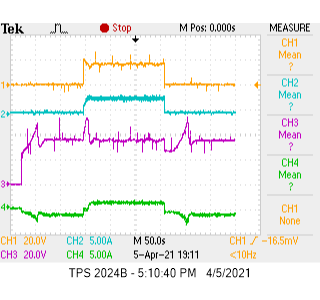 Tek Stop M Pos: 0.000s MEASURE
CH1
Mean
?
CH2
Mean
?
CH3
Mean
?
CH4
Mean
?
CH1
None
1
2
3
4
CH1 20.0V CH2 5.00A M 50.0s CH1 / -16.5mV
CH3 20.0V CH4 5.00A 5-Apr-21 19:11 <10Hz
TPS 2024B - 5:10:40 PM 4/5/2021